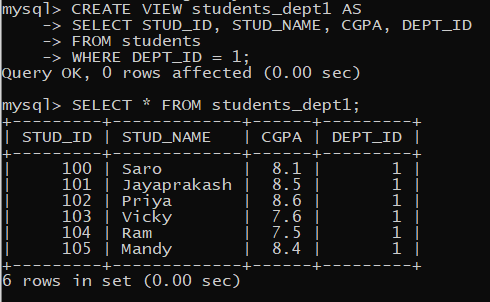 mysql> CREATE VIEW students_dept1 AS
    -> SELECT STUD_ID, STUD_NAME, CGPA, DEPT_ID
    -> FROM students
    -> WHERE DEPT_ID = 1;
Query OK, 0 rows affected (0.00 sec)
mysql> SELECT * FROM students_dept1;
+---------+-------------+------+---------+
| STUD_ID | STUD_NAME   | CGPA | DEPT_ID |
+---------+-------------+------+---------+
|     100 | Saro        |  8.1 |       1 |
|     101 | Jayaprakash |  8.5 |       1 |
|     102 | Priya       |  8.6 |       1 |
|     103 | Vicky       |  7.6 |       1 |
|     104 | Ram         |  7.5 |       1 |
|     105 | Mandy       |  8.4 |       1 |
+---------+-------------+------+---------+
6 rows in set (0.00 sec)